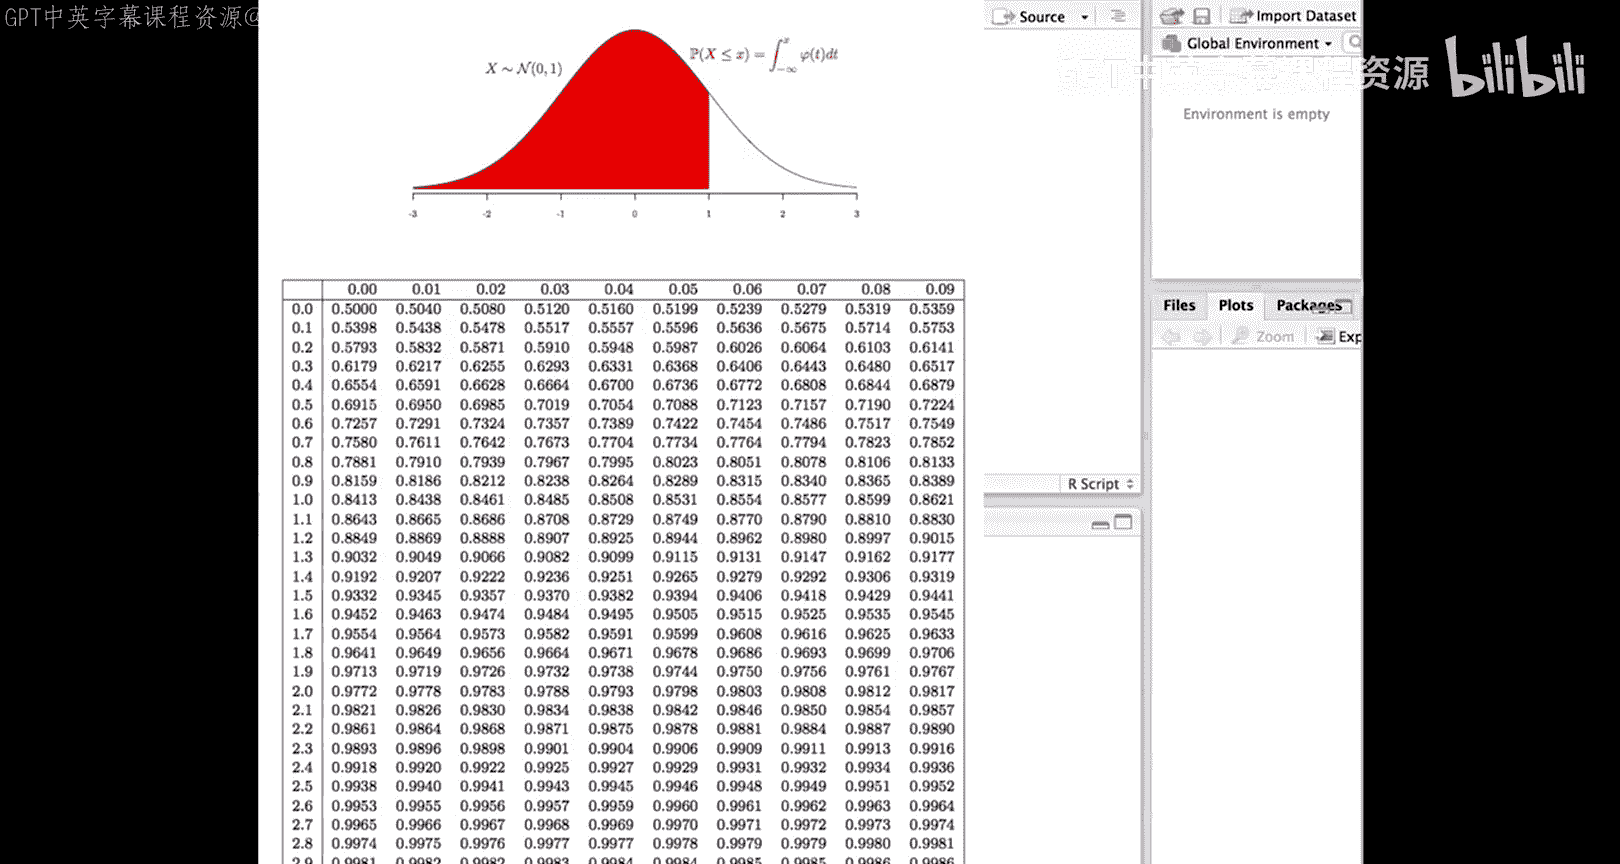 GPT中英字幕课程资源@
Source
Import Dataset
Global Environment
GPT中英字幕课程资源 bilibili
Environment is empty
X ∼ N(0, 1)
ℙ(X ≤ x) = ∫_{-∞}^{x} φ(t)dt
-3 -2 -1 0 1 2 3
Files Plots Packages
Zoom Exp
0.00 0.01 0.02 0.03 0.04 0.05 0.06 0.07 0.08 0.09
0.0 0.5000 0.5040 0.5080 0.5120 0.5160 0.5199 0.5239 0.5279 0.5319 0.5359
0.1 0.5398 0.5438 0.5478 0.5517 0.5557 0.5596 0.5636 0.5675 0.5714 0.5753
0.2 0.5793 0.5832 0.5871 0.5910 0.5948 0.5987 0.6026 0.6064 0.6103 0.6141
0.3 0.6179 0.6217 0.6255 0.6293 0.6331 0.6368 0.6406 0.6443 0.6480 0.6517
0.4 0.6554 0.6591 0.6628 0.6664 0.6700 0.6736 0.6772 0.6808 0.6844 0.6879
0.5 0.6915 0.6950 0.6985 0.7019 0.7054 0.7088 0.7123 0.7157 0.7190 0.7224
0.6 0.7257 0.7291 0.7324 0.7357 0.7389 0.7422 0.7454 0.7486 0.7517 0.7549
0.7 0.7580 0.7611 0.7642 0.7673 0.7704 0.7734 0.7764 0.7794 0.7823 0.7852
0.8 0.7881 0.7910 0.7939 0.7967 0.7995 0.8023 0.8051 0.8078 0.8106 0.8133
0.9 0.8159 0.8186 0.8212 0.8238 0.8264 0.8289 0.8315 0.8340 0.8365 0.8389
1.0 0.8413 0.8438 0.8461 0.8485 0.8508 0.8531 0.8554 0.8577 0.8599 0.8621
1.1 0.8643 0.8665 0.8686 0.8708 0.8729 0.8749 0.8770 0.8790 0.8810 0.8830
1.2 0.8849 0.8869 0.8888 0.8907 0.8925 0.8944 0.8962 0.8980 0.8997 0.9015
1.3 0.9032 0.9049 0.9066 0.9082 0.9099 0.9115 0.9131 0.9147 0.9162 0.9177
1.4 0.9192 0.9207 0.9222 0.9236 0.9251 0.9265 0.9279 0.9292 0.9306 0.9319
1.5 0.9332 0.9345 0.9357 0.9370 0.9382 0.9394 0.9406 0.9418 0.9429 0.9441
1.6 0.9452 0.9463 0.9474 0.9484 0.9495 0.9505 0.9515 0.9525 0.9535 0.9545
1.7 0.9554 0.9564 0.9573 0.9582 0.9591 0.9599 0.9608 0.9616 0.9625 0.9633
1.8 0.9641 0.9649 0.9656 0.9664 0.9671 0.9678 0.9686 0.9693 0.9699 0.9706
1.9 0.9713 0.9719 0.9726 0.9732 0.9738 0.9744 0.9750 0.9756 0.9761 0.9767
2.0 0.9772 0.9778 0.9783 0.9788 0.9793 0.9798 0.9803 0.9808 0.9812 0.9817
2.1 0.9821 0.9826 0.9830 0.9834 0.9838 0.9842 0.9846 0.9850 0.9854 0.9857
2.2 0.9861 0.9864 0.9868 0.9871 0.9875 0.9878 0.9881 0.9884 0.9887 0.9890
2.3 0.9893 0.9896 0.9898 0.9901 0.9904 0.9906 0.9909 0.9911 0.9913 0.9916
2.4 0.9918 0.9920 0.9922 0.9925 0.9927 0.9929 0.9931 0.9932 0.9934 0.9936
2.5 0.9938 0.9940 0.9941 0.9943 0.9945 0.9946 0.9948 0.9949 0.9951 0.9952
2.6 0.9953 0.9955 0.9956 0.9957 0.9959 0.9960 0.9961 0.9962 0.9963 0.9964
2.7 0.9965 0.9966 0.9967 0.9968 0.9969 0.9970 0.9971 0.9972 0.9973 0.9974
2.8 0.9974 0.9975 0.9976 0.9977 0.9977 0.9978 0.9979 0.9979 0.9980 0.9981
2.9 0.9981 0.9982 0.9982 0.9983 0.9984 0.9984 0.9985 0.9985 0.9986 0.9986
R Script